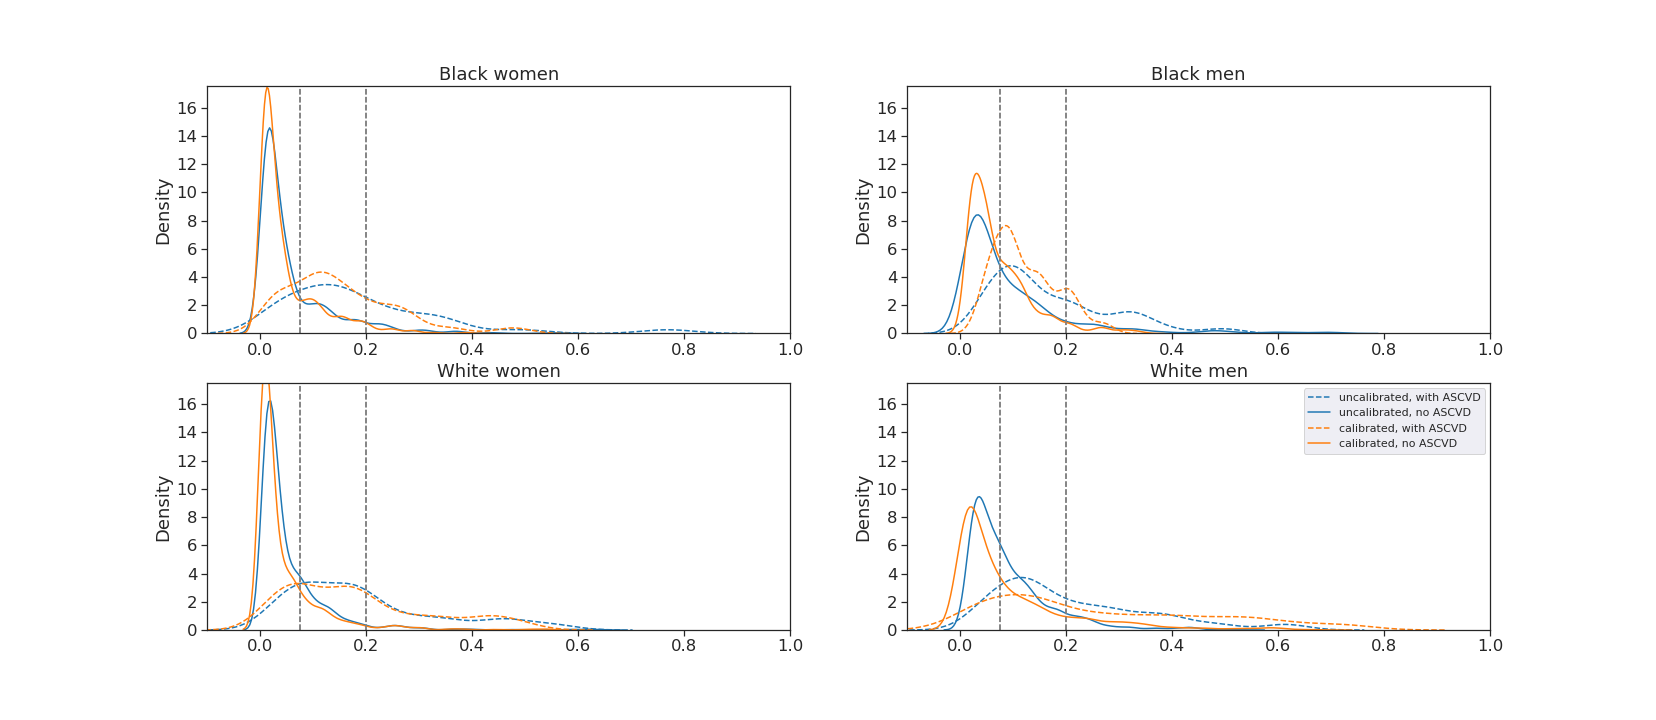 Black women
Density
16
14
12
10
8
6
4
2
0
0.0 0.2 0.4 0.6 0.8 1.0
Black men
Density
16
14
12
10
8
6
4
2
0
0.0 0.2 0.4 0.6 0.8 1.0
White women
Density
16
14
12
10
8
6
4
2
0
0.0 0.2 0.4 0.6 0.8 1.0
White men
Density
16
14
12
10
8
6
4
2
0
0.0 0.2 0.4 0.6 0.8 1.0
uncalibrated, with ASCVD
uncalibrated, no ASCVD
calibrated, with ASCVD
calibrated, no ASCVD